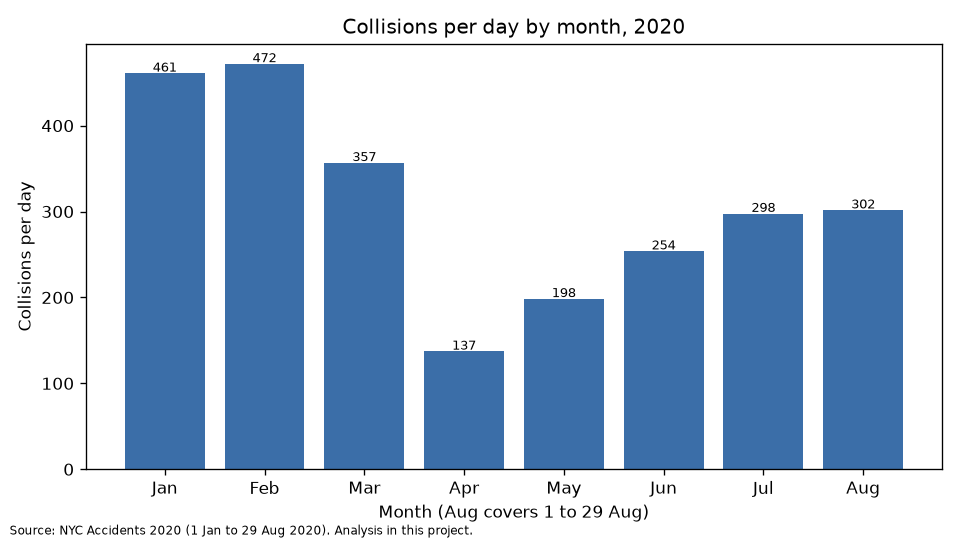 Collisions per day by month, 2020
Collisions per day
400
300
200
100
0
461
472
357
137
198
254
298
302
Jan
Feb
Mar
Apr
May
Jun
Jul
Aug
Month (Aug covers 1 to 29 Aug)
Source: NYC Accidents 2020 (1 Jan to 29 Aug 2020). Analysis in this project.